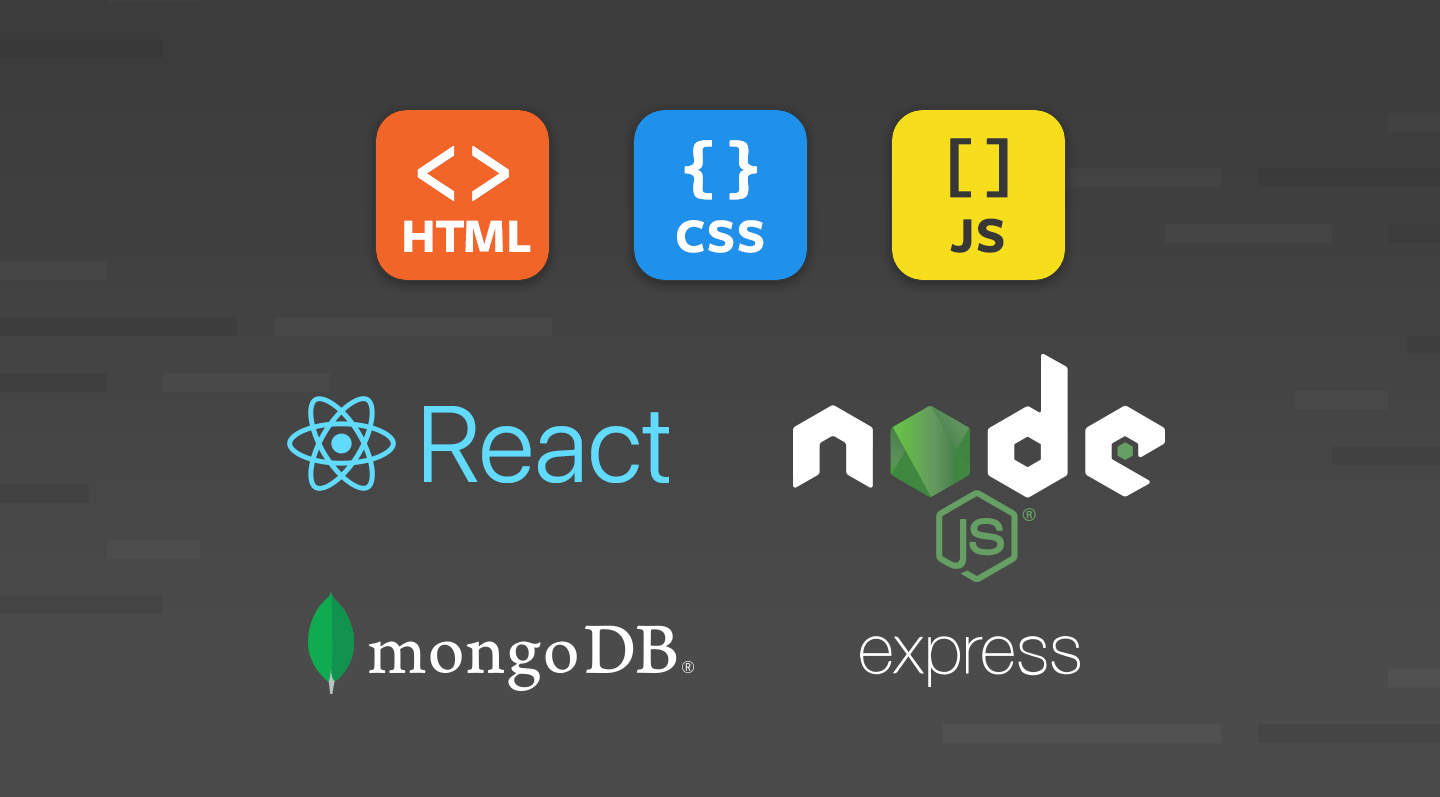 < >
HTML
{ }
CSS
[ ]
JS
React
node
JS®
mongoDB®
express